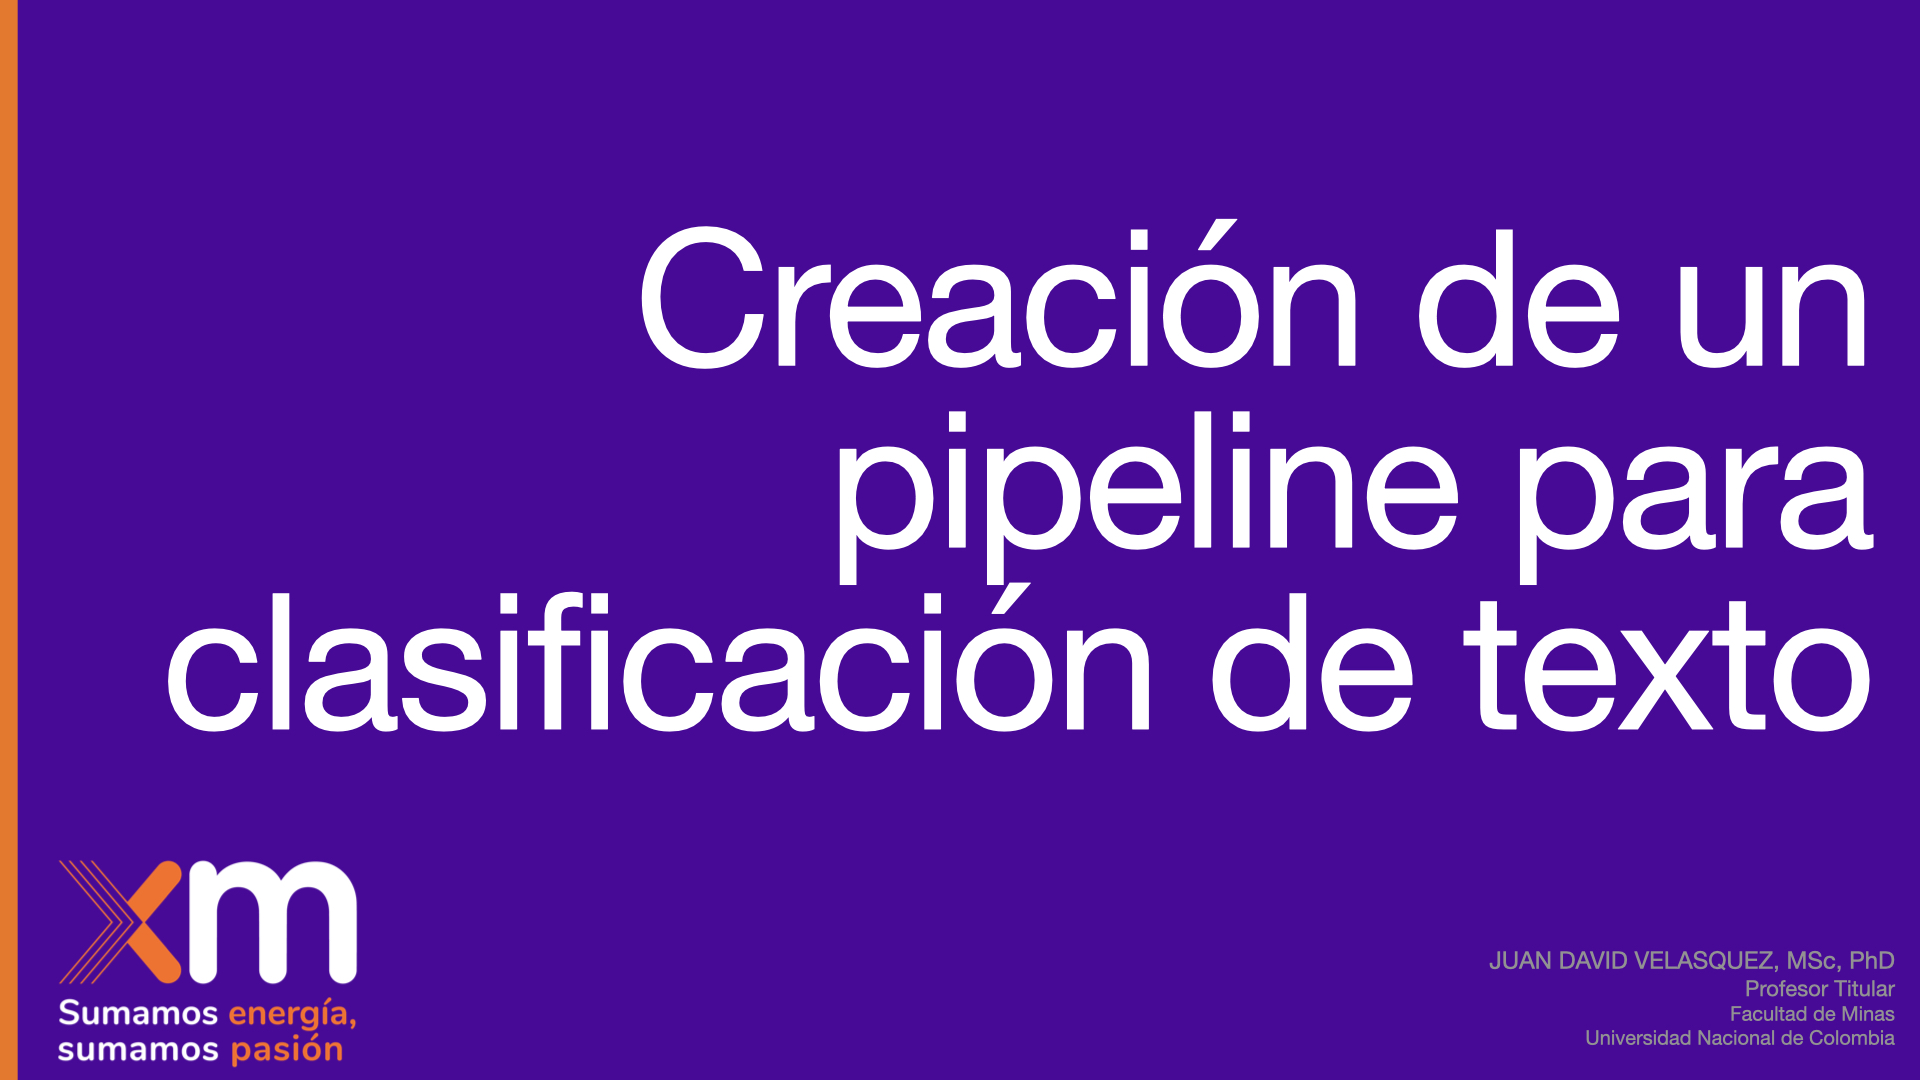 Creación de un
pipeline para
clasificación de texto
xm
Sumamos energía,
sumamos pasión
JUAN DAVID VELASQUEZ, MSc, PhD
Profesor Titular
Facultad de Minas
Universidad Nacional de Colombia